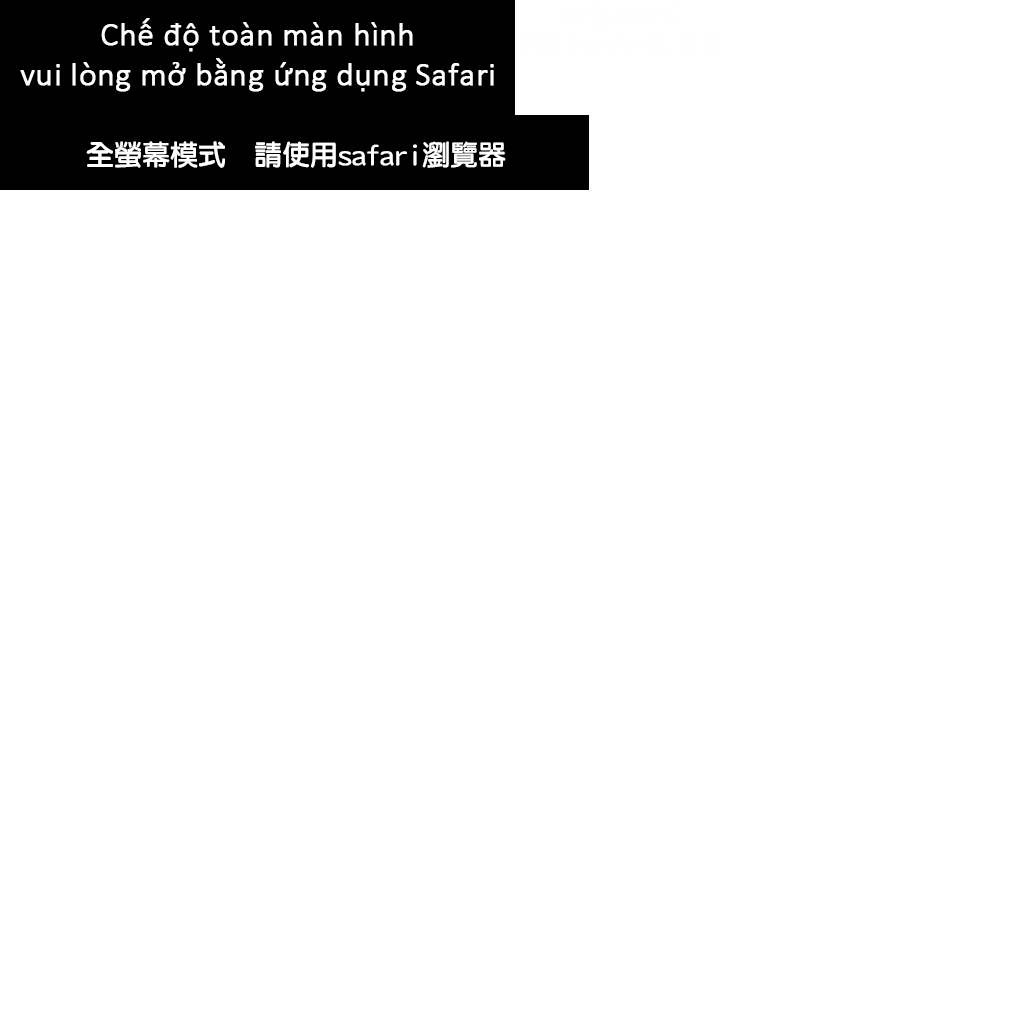 Chế độ toàn màn hình
vui lòng mở bằng ứng dụng Safari
全螢幕模式　請使用safari瀏覽器